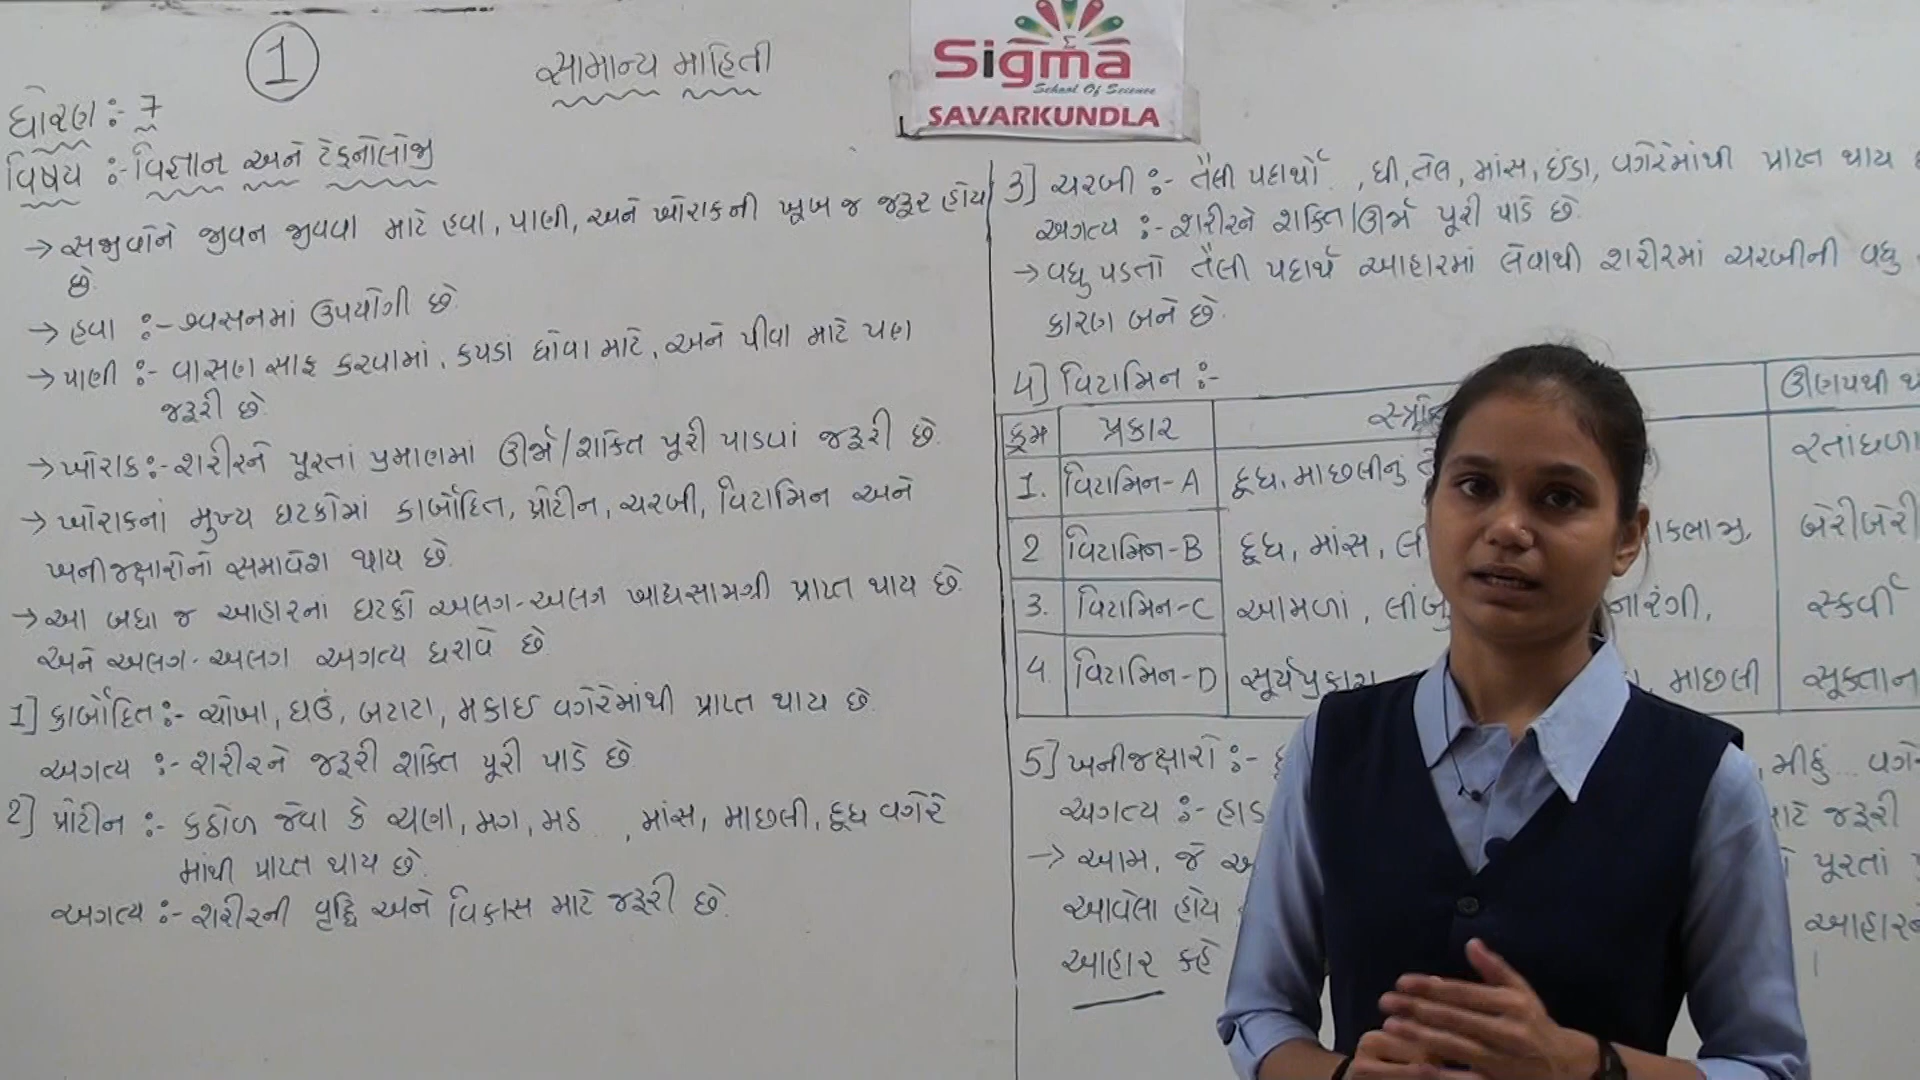 Sigma
School Of Science
SAVARKUNDLA
1
સામાન્ય માહિતી
ધોરણ :- 7
વિષય :- વિજ્ઞાન અને ટેકનોલોજી
→ સજીવોને જીવન જીવવા માટે હવા, પાણી, અને ખોરાકની ખૂબ જ જરૂર હોય
છે.
→ હવા :- શ્વસનમાં ઉપયોગી છે.
→ પાણી :- વાસણ સાફ કરવામાં, કપડાં ધોવા માટે, અને પીવા માટે પણ
જરૂરી છે.
→ ખોરાક :- શરીરને પૂરતાં પ્રમાણમાં ઊર્જા/શક્તિ પૂરી પાડવાં જરૂરી છે.
→ ખોરાકનાં મુખ્ય ઘટકોમાં કાર્બોદિત, પ્રોટીન, ચરબી, વિટામિન અને
ખનીજક્ષારોનો સમાવેશ થાય છે.
→ આ બધા જ આહારનાં ઘટકો અલગ-અલગ ખાદ્યસામગ્રી પ્રાપ્ત થાય છે.
અને અલગ-અલગ અગત્ય ધરાવે છે.
1] કાર્બોદિત :- ચોખા, ઘઉં, બટાટા, મકાઈ વગેરેમાંથી પ્રાપ્ત થાય છે.
અગત્ય :- શરીરને જરૂરી શક્તિ પૂરી પાડે છે.
2] પ્રોટીન :- કઠોળ જેવા કે ચણા, મગ, મઠ.. , માંસ, માછલી, દૂધ વગેરે
માંથી પ્રાપ્ત થાય છે.
અગત્ય :- શરીરની વૃદ્ધિ અને વિકાસ માટે જરૂરી છે.
3] ચરબી :- તૈલી પદાર્થો , ઘી, તેલ, માંસ, ઈંડા, વગેરેમાંથી પ્રાપ્ત થાય
અગત્ય :- શરીરને શક્તિ/ઊર્જા પૂરી પાડે છે.
→ વધુ પડતો તૈલી પદાર્થ આહારમાં લેવાથી શરીરમાં ચરબીની વધુ
કારણ બને છે.
4] વિટામિન :-
ક્રમ પ્રકાર ઊણપથી
1. વિટામિન-A દૂધ, માછલીનું રતાંધળા
2 વિટામિન-B દૂધ, માંસ, બેરીબેરી
3. વિટામિન-C આમળાં, લીંબુ નારંગી, સ્કર્વી
4. વિટામિન-D સૂર્યપ્રકાશ , માછલી સૂકતાન
5] ખનીજક્ષારો :- , મીઠું... વગે
અગત્ય :- હાડ માટે જરૂરી
→ આમ, જે પૂરતાં
આવેલા હોય આહારને
આહાર કહે